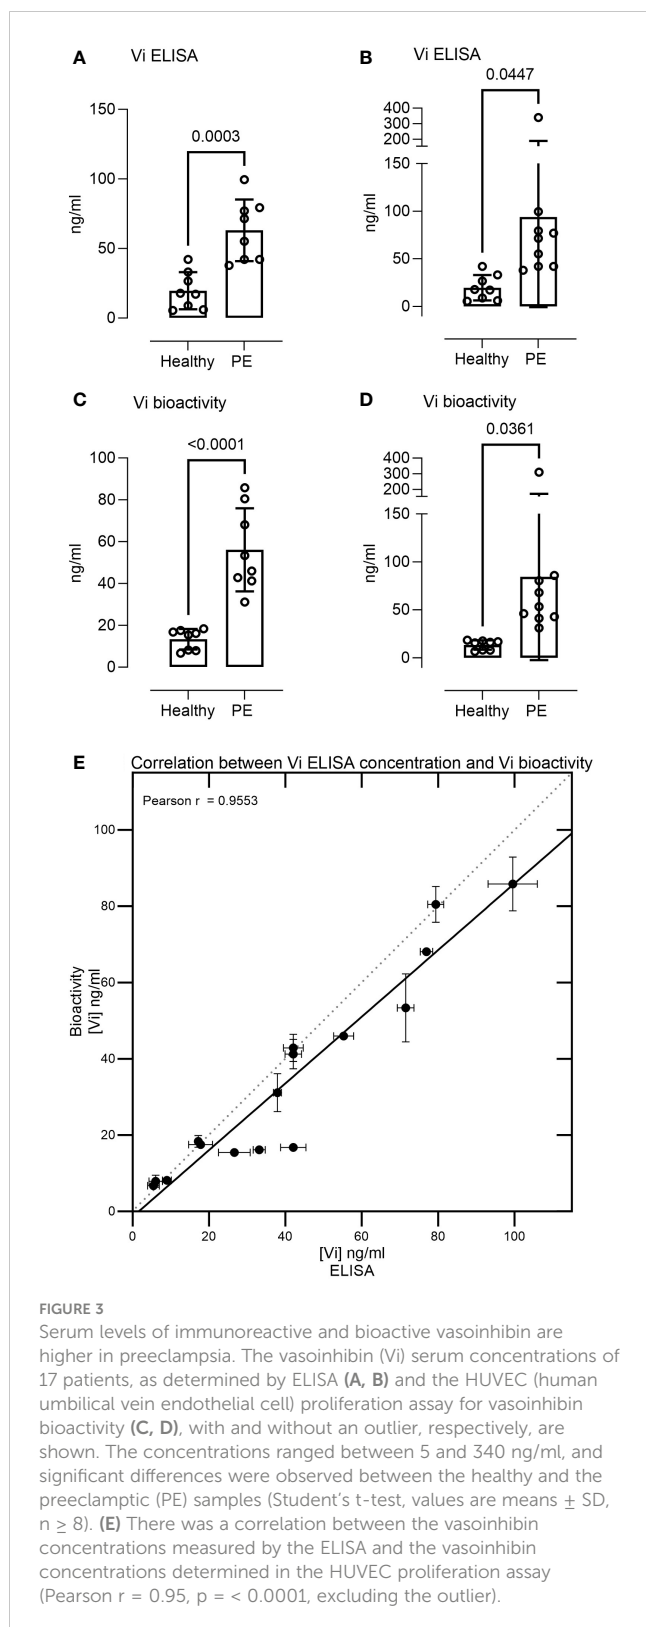 A
Vi ELISA
0.0003
150
100
50
0
ng/ml
Healthy
PE
B
Vi ELISA
0.0447
400
300
200
150
100
50
0
ng/ml
Healthy
PE
C
Vi bioactivity
<0.0001
100
80
60
40
20
0
ng/ml
Healthy
PE
D
Vi bioactivity
0.0361
400
300
200
150
100
50
0
ng/ml
Healthy
PE
E
Correlation between Vi ELISA concentration and Vi bioactivity
Pearson r = 0.9553
100
80
60
40
20
0
Bioactivity
[Vi] ng/ml
0
20
40
60
80
100
[Vi] ng/ml
ELISA
FIGURE 3
Serum levels of immunoreactive and bioactive vasoinhibin are
higher in preeclampsia. The vasoinhibin (Vi) serum concentrations of
17 patients, as determined by ELISA (A, B) and the HUVEC (human
umbilical vein endothelial cell) proliferation assay for vasoinhibin
bioactivity (C, D), with and without an outlier, respectively, are
shown. The concentrations ranged between 5 and 340 ng/ml, and
significant differences were observed between the healthy and the
preeclamptic (PE) samples (Student's t-test, values are means ± SD,
n ≥ 8). (E) There was a correlation between the vasoinhibin
concentrations measured by the ELISA and the vasoinhibin
concentrations determined in the HUVEC proliferation assay
(Pearson r = 0.95, p = < 0.0001, excluding the outlier).